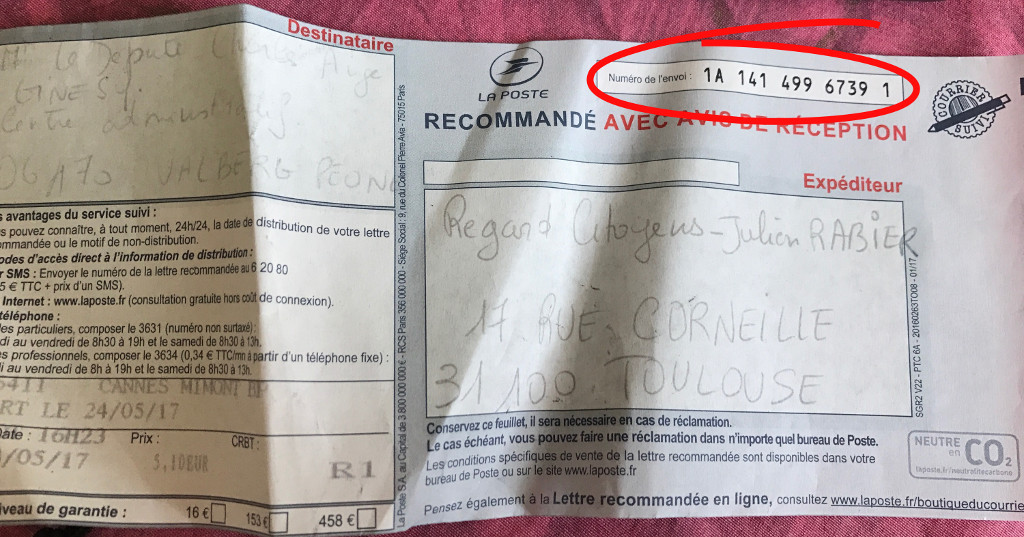 Destinataire
Mr Le Député Charles Ange
GINESY
Centre administratif
06470 VALBERG PEONE
s avantages du service suivi :
s pouvez connaître, à tout moment, 24h/24, la date de distribution de votre lettre
ommandée ou le motif de non-distribution.
odes d'accès direct à l'information de distribution :
r SMS : Envoyer le numéro de la lettre recommandée au 6 20 80
5 € TTC + prix d'un SMS).
Internet : www.laposte.fr (consultation gratuite hors coût de connexion).
téléphone :
es particuliers, composer le 3631 (numéro non surtaxé) :
di au vendredi de 8h30 à 19h et le samedi de 8h30 à 13h.
s professionnels, composer le 3634 (0,34 € TTC/mn à partir d'un téléphone fixe) :
di au vendredi de 8h à 19h et le samedi de 8h30 à 13h.
6411 CANNES MIMONT BP
RT LE 24/05/17
ate : 16H23 Prix : CRBT :
/05/17 5,10EUR R1
iveau de garantie : 16 € 153 € 458 €
La Poste S.A. au Capital de 3 800 000 000 € - RCS Paris 356 000 000 - Siège Social : 9, rue du Colonel Pierre Avia - 75015 Paris
LA POSTE
Numéro de l'envoi : 1A 141 499 6739 1
COURRIER SUIVI
RECOMMANDÉ AVEC AVIS DE RÉCEPTION
Expéditeur
Regard Citoyens - Julien RABIER
17 RUE CORNEILLE
31100 TOULOUSE
SGR2 V22 - PTC 6A - 20160263T008 - 01/17
Conservez ce feuillet, il sera nécessaire en cas de réclamation.
Le cas échéant, vous pouvez faire une réclamation dans n'importe quel bureau de Poste.
Les conditions spécifiques de vente de la lettre recommandée sont disponibles dans votre
bureau de Poste ou sur le site www.laposte.fr
NEUTRE
en CO2
laposte.fr/neutralitecarbone
Pensez également à la Lettre recommandée en ligne, consultez www.laposte.fr/boutiqueducourrie